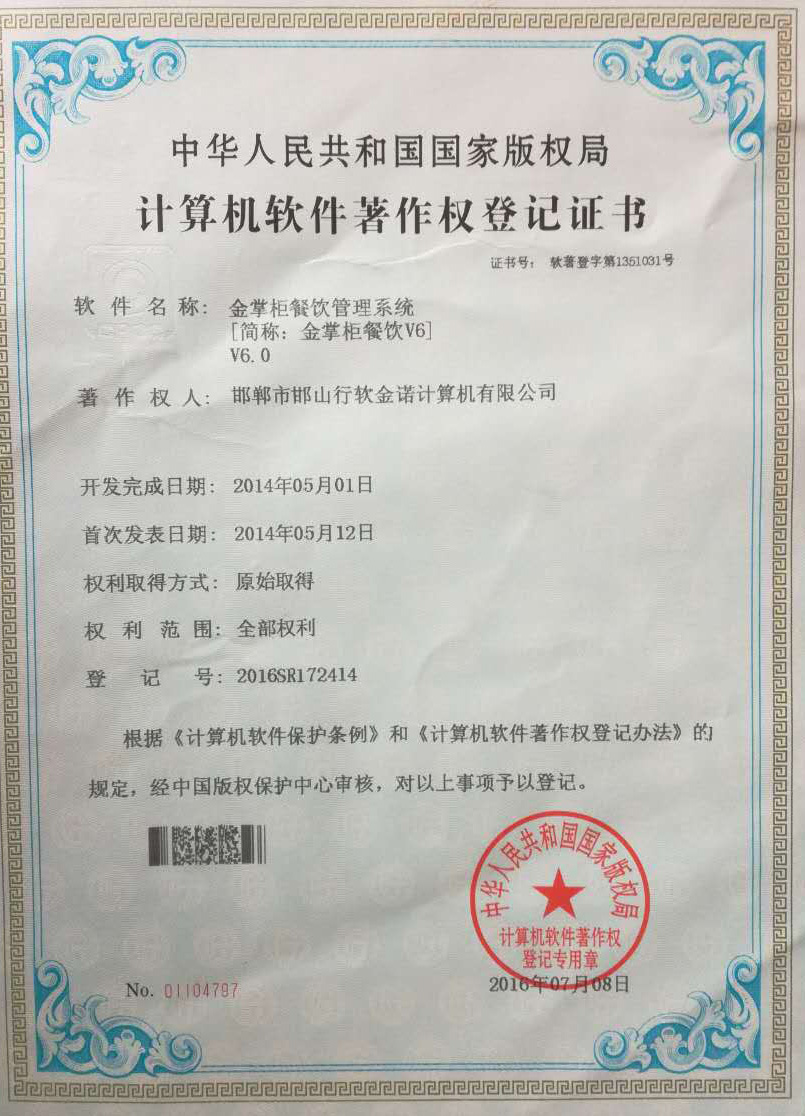 中华人民共和国国家版权局
计算机软件著作权登记证书
证书号： 软著登字第1351031号
软件名称： 金掌柜餐饮管理系统
[简称：金掌柜餐饮V6]
V6.0
著作权人： 邯郸市邯山行软金诺计算机有限公司
开发完成日期： 2014年05月01日
首次发表日期： 2014年05月12日
权利取得方式： 原始取得
权利范围： 全部权利
登记号： 2016SR172414
根据《计算机软件保护条例》和《计算机软件著作权登记办法》的
规定，经中国版权保护中心审核，对以上事项予以登记。
中华人民共和国国家版权局
计算机软件著作权
登记专用章
No. 01104797
2016年07月08日